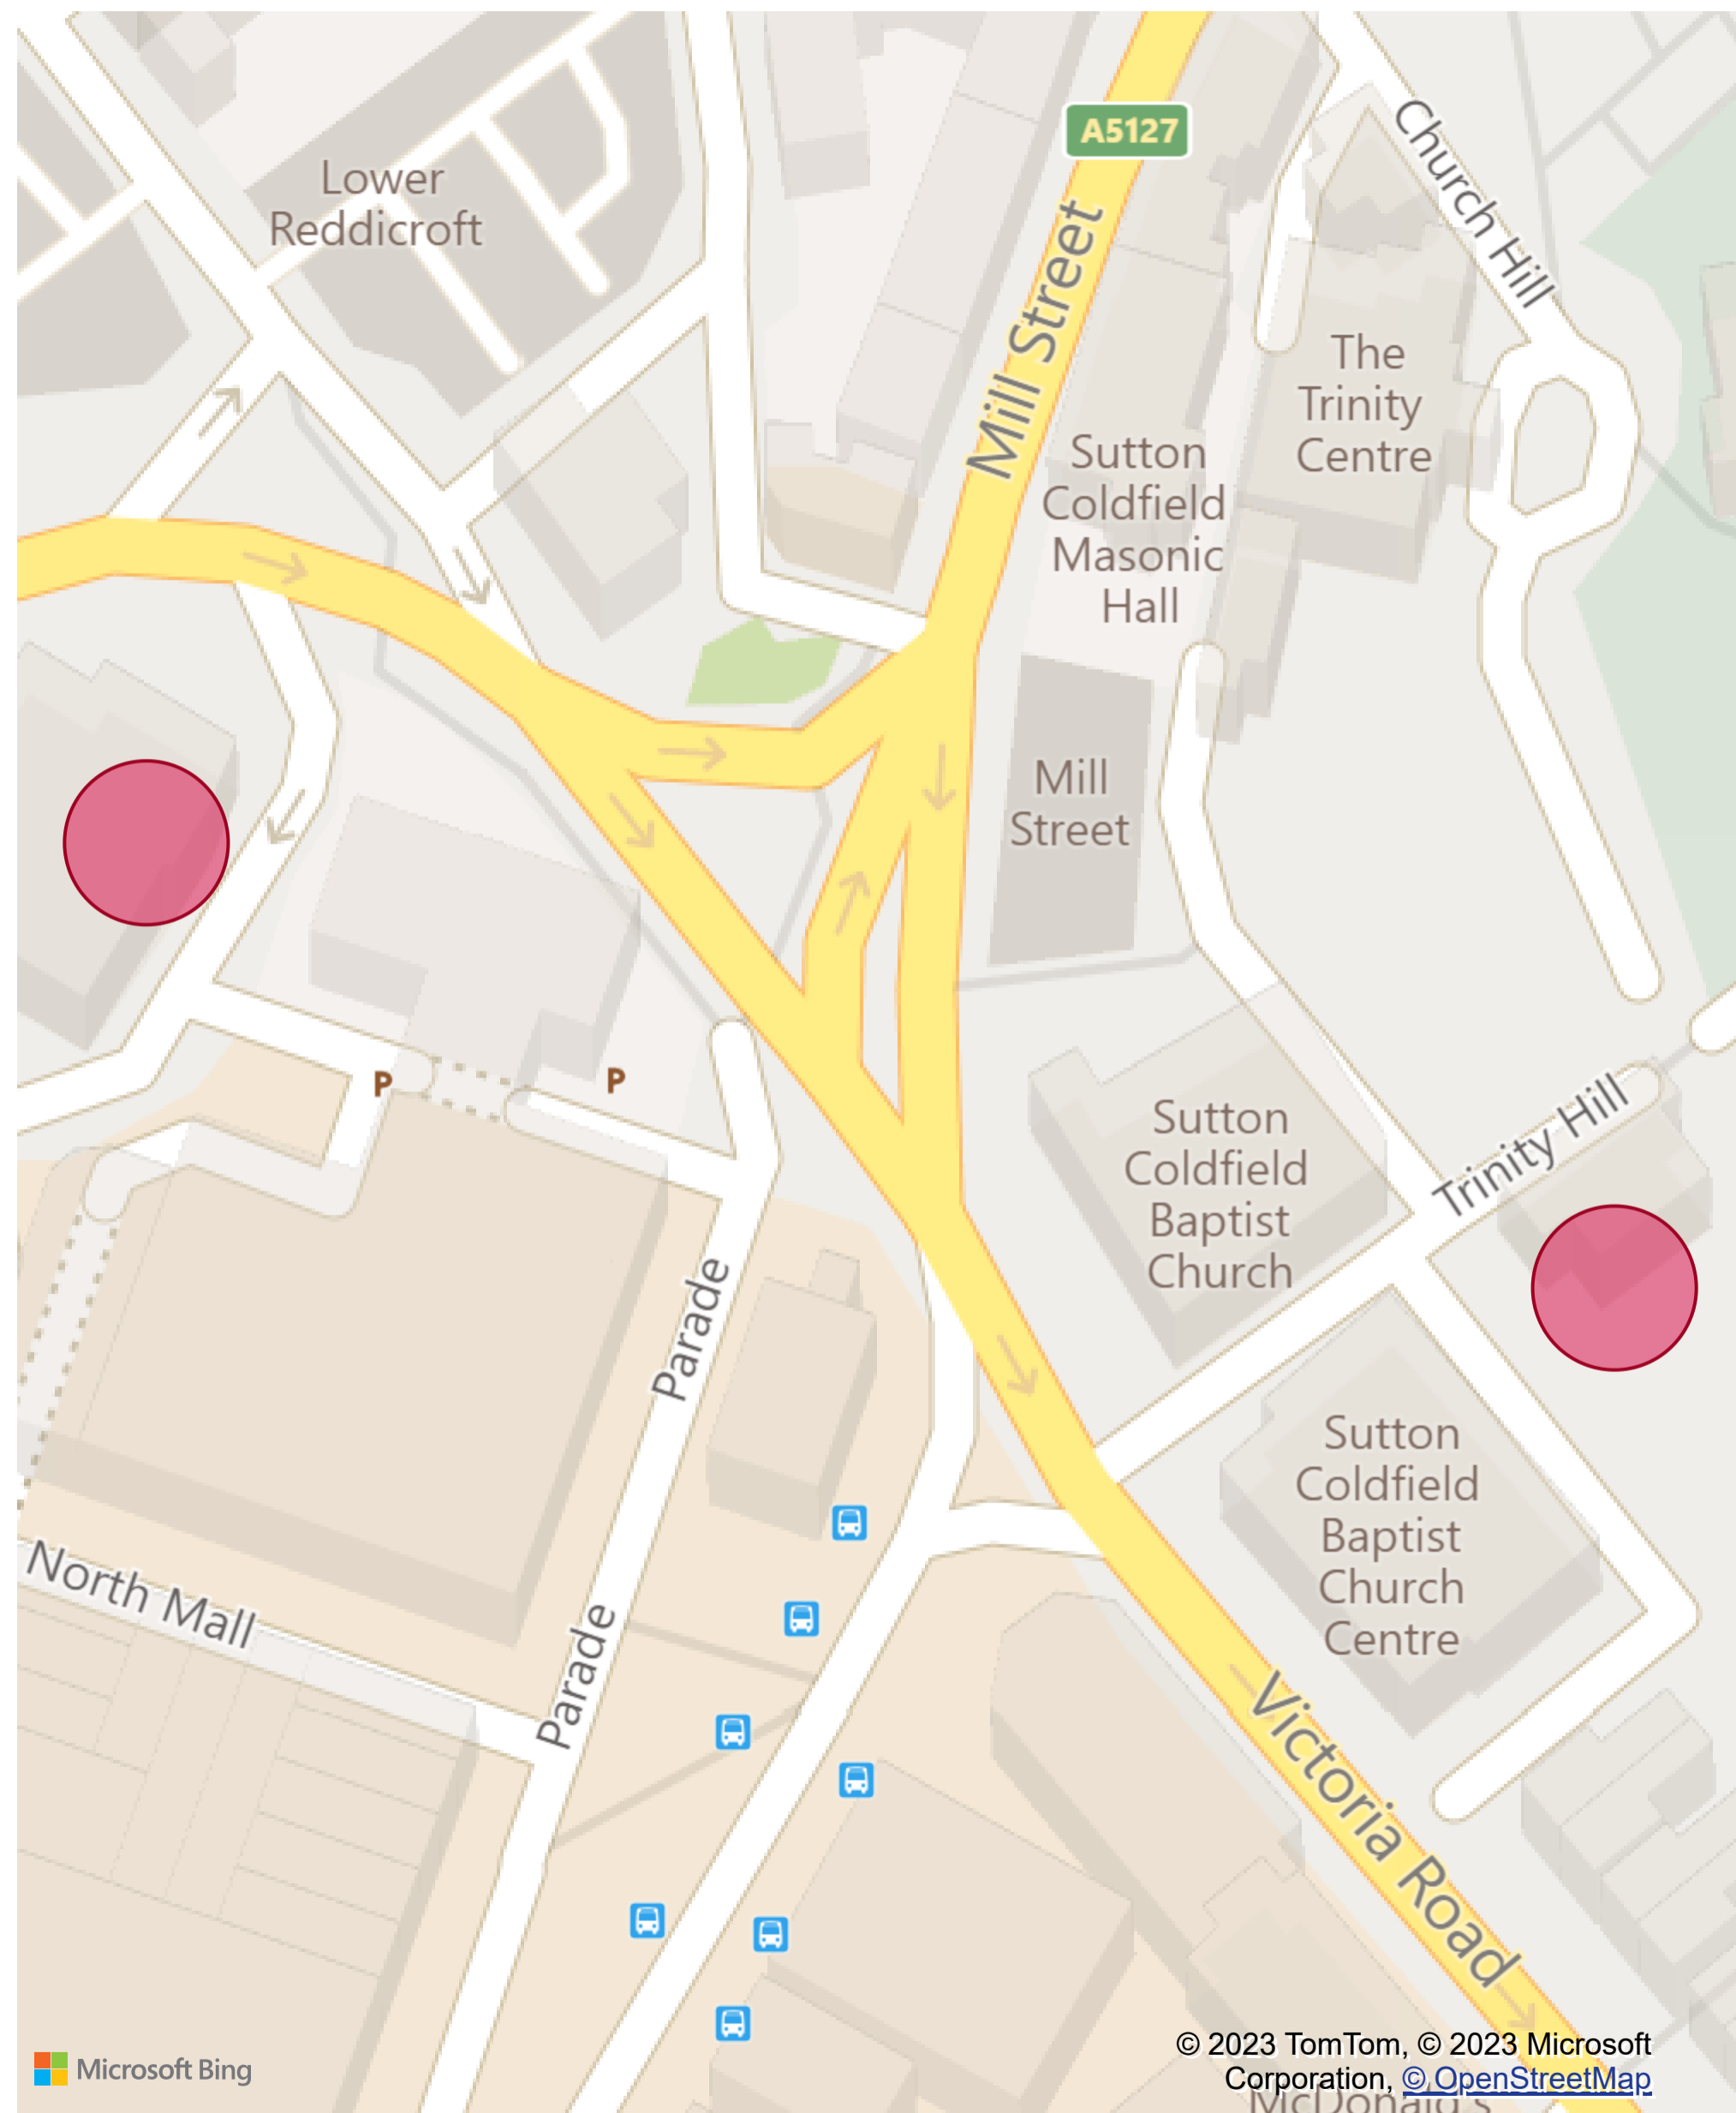 A5127
Church Hill
Lower
Reddicroft
Mill Street
The
Trinity
Centre
Sutton
Coldfield
Masonic
Hall
Mill
Street
P
P
Sutton
Coldfield
Baptist
Church
Trinity Hill
Parade
Sutton
Coldfield
Baptist
Church
Centre
North Mall
Parade
Victoria Road
Microsoft Bing
© 2023 TomTom, © 2023 Microsoft
Corporation, © OpenStreetMap
McDonald's